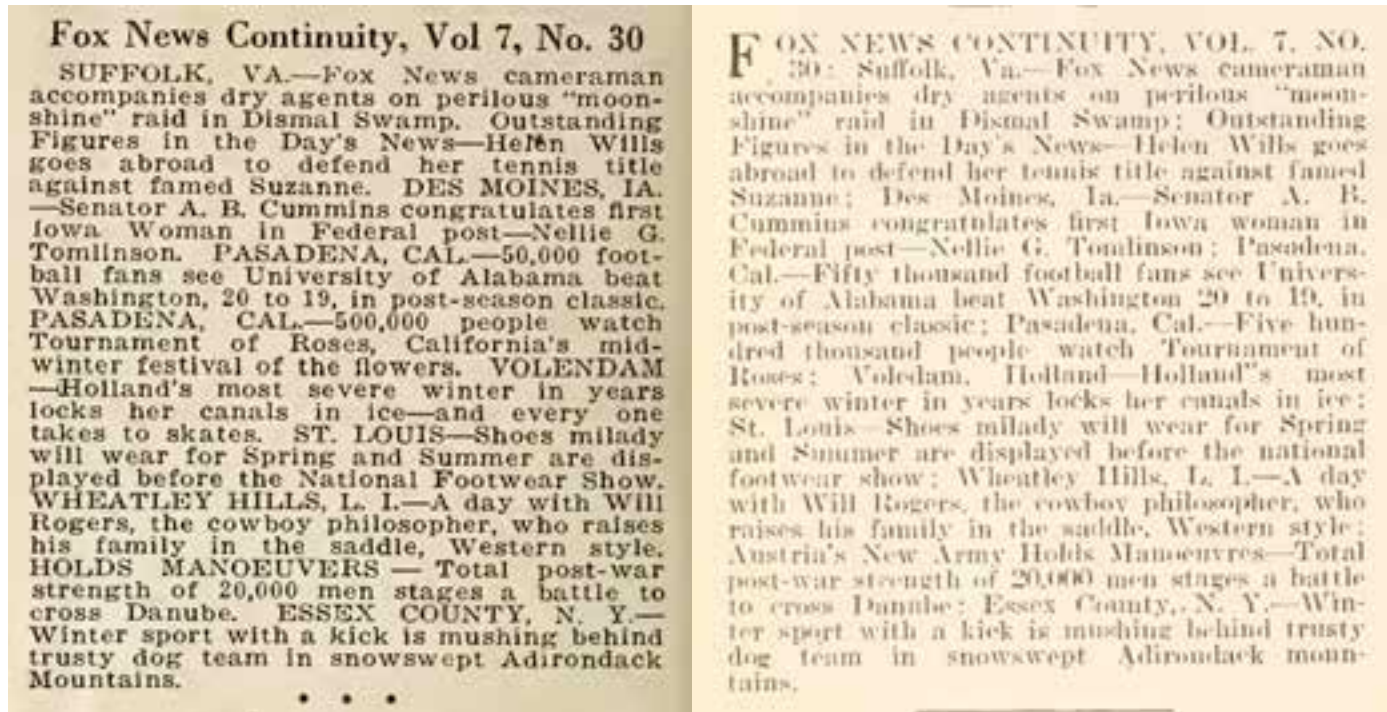 Fox News Continuity, Vol 7, No. 30
SUFFOLK, VA.—Fox News cameraman
accompanies dry agents on perilous "moon-
shine" raid in Dismal Swamp. Outstanding
Figures in the Day's News—Helen Wills
goes abroad to defend her tennis title
against famed Suzanne. DES MOINES, IA.
—Senator A. B. Cummins congratulates first
Iowa Woman in Federal post—Nellie G.
Tomlinson. PASADENA, CAL.—50,000 foot-
ball fans see University of Alabama beat
Washington, 20 to 19, in post-season classic.
PASADENA, CAL.—500,000 people watch
Tournament of Roses, California's mid-
winter festival of the flowers. VOLENDAM
—Holland's most severe winter in years
locks her canals in ice—and every one
takes to skates. ST. LOUIS—Shoes milady
will wear for Spring and Summer are dis-
played before the National Footwear Show.
WHEATLEY HILLS, L. I.—A day with Will
Rogers, the cowboy philosopher, who raises
his family in the saddle, Western style.
HOLDS MANOEUVERS — Total post-war
strength of 20,000 men stages a battle to
cross Danube. ESSEX COUNTY, N. Y.—
Winter sport with a kick is mushing behind
trusty dog team in snowswept Adirondack
Mountains.
• • •
FOX NEWS CONTINUITY, VOL. 7, NO.
30: Suffolk, Va.—Fox News cameraman
accompanies dry agents on perilous "moon-
shine" raid in Dismal Swamp; Outstanding
Figures in the Day's News—Helen Wills goes
abroad to defend her tennis title against famed
Suzanne; Des Moines, Ia.—Senator A. B.
Cummins congratulates first Iowa woman in
Federal post—Nellie G. Tomlinson; Pasadena,
Cal.—Fifty thousand football fans see Univers-
ity of Alabama beat Washington 20 to 19, in
post-season classic; Pasadena, Cal.—Five hun-
dred thousand people watch Tournament of
Roses; Voledam, Holland—Holland"s most
severe winter in years locks her canals in ice;
St. Louis—Shoes milady will wear for Spring
and Summer are displayed before the national
footwear show; Wheatley Hills, L. I.—A day
with Will Rogers, the cowboy philosopher, who
raises his family in the saddle, Western style;
Austria's New Army Holds Manoeuvres—Total
post-war strength of 20,000 men stages a battle
to cross Danube; Essex County, N. Y.—Win-
ter sport with a kick is mushing behind trusty
dog team in snowswept Adirondack moun-
tains.